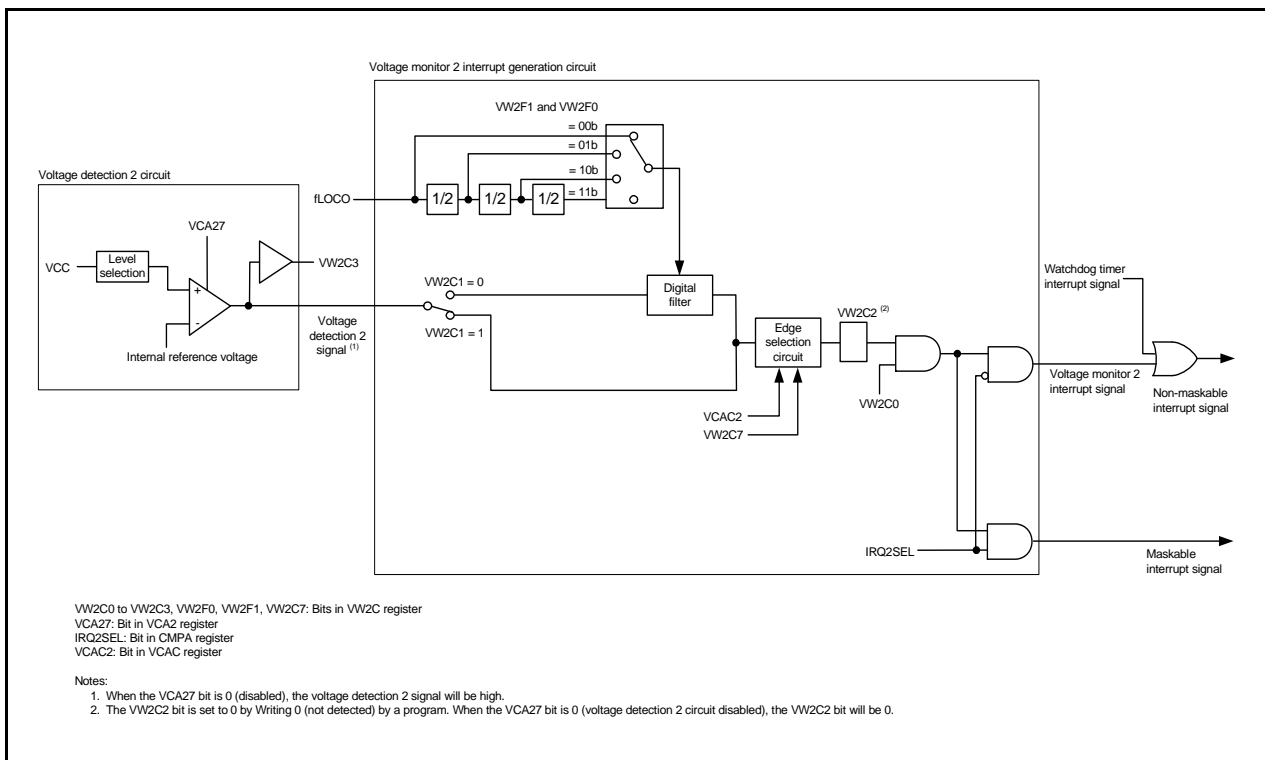 Voltage monitor 2 interrupt generation circuit
VW2F1 and VW2F0
= 00b
= 01b
= 10b
= 11b
Voltage detection 2 circuit
fLOCO
1/2
1/2
1/2
VCA27
VW2C3
VCC
Level
selection
+
-
Internal reference voltage
Voltage
detection 2
signal (1)
VW2C1 = 0
VW2C1 = 1
Digital
filter
Edge
selection
circuit
VW2C2 (2)
VCAC2
VW2C7
VW2C0
Watchdog timer
interrupt signal
Voltage monitor 2
interrupt signal
Non-maskable
interrupt signal
IRQ2SEL
Maskable
interrupt signal
VW2C0 to VW2C3, VW2F0, VW2F1, VW2C7: Bits in VW2C register
VCA27: Bit in VCA2 register
IRQ2SEL: Bit in CMPA register
VCAC2: Bit in VCAC register
Notes:
1. When the VCA27 bit is 0 (disabled), the voltage detection 2 signal will be high.
2. The VW2C2 bit is set to 0 by Writing 0 (not detected) by a program. When the VCA27 bit is 0 (voltage detection 2 circuit disabled), the VW2C2 bit will be 0.